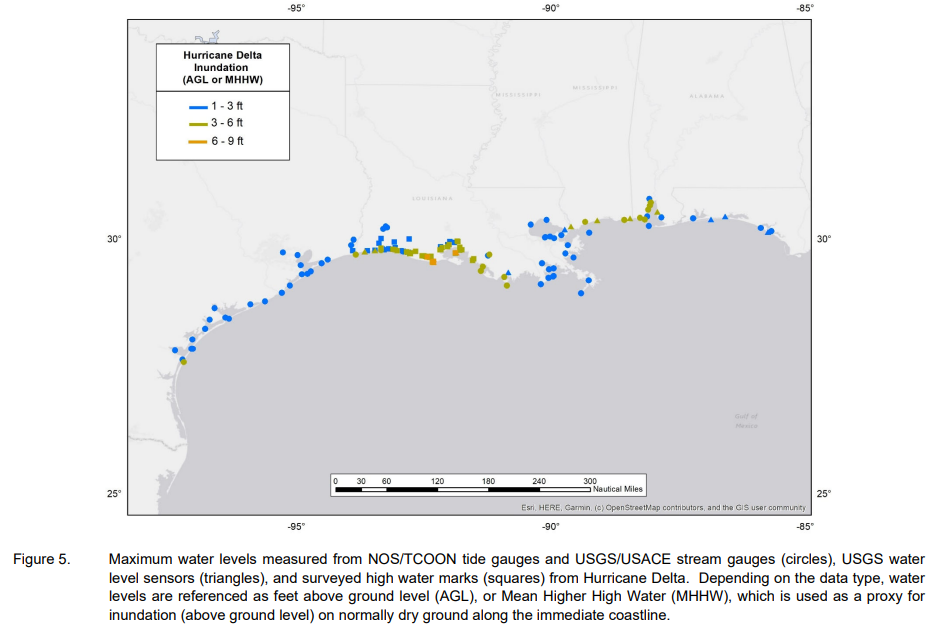 -95° -90° -85°
Hurricane Delta
Inundation
(AGL or MHHW)
1 - 3 ft
3 - 6 ft
6 - 9 ft
MISSISSIPPI
MISSISSIPPI
ALABAMA
LOUISIANA
30° 30°
Gulf of
Mexico
0 30 60 120 180 240 300
Nautical Miles
25° 25°
Esri, HERE, Garmin, (c) OpenStreetMap contributors, and the GIS user community
-95° -90° -85°
Figure 5. Maximum water levels measured from NOS/TCOON tide gauges and USGS/USACE stream gauges (circles), USGS water
level sensors (triangles), and surveyed high water marks (squares) from Hurricane Delta. Depending on the data type, water
levels are referenced as feet above ground level (AGL), or Mean Higher High Water (MHHW), which is used as a proxy for
inundation (above ground level) on normally dry ground along the immediate coastline.